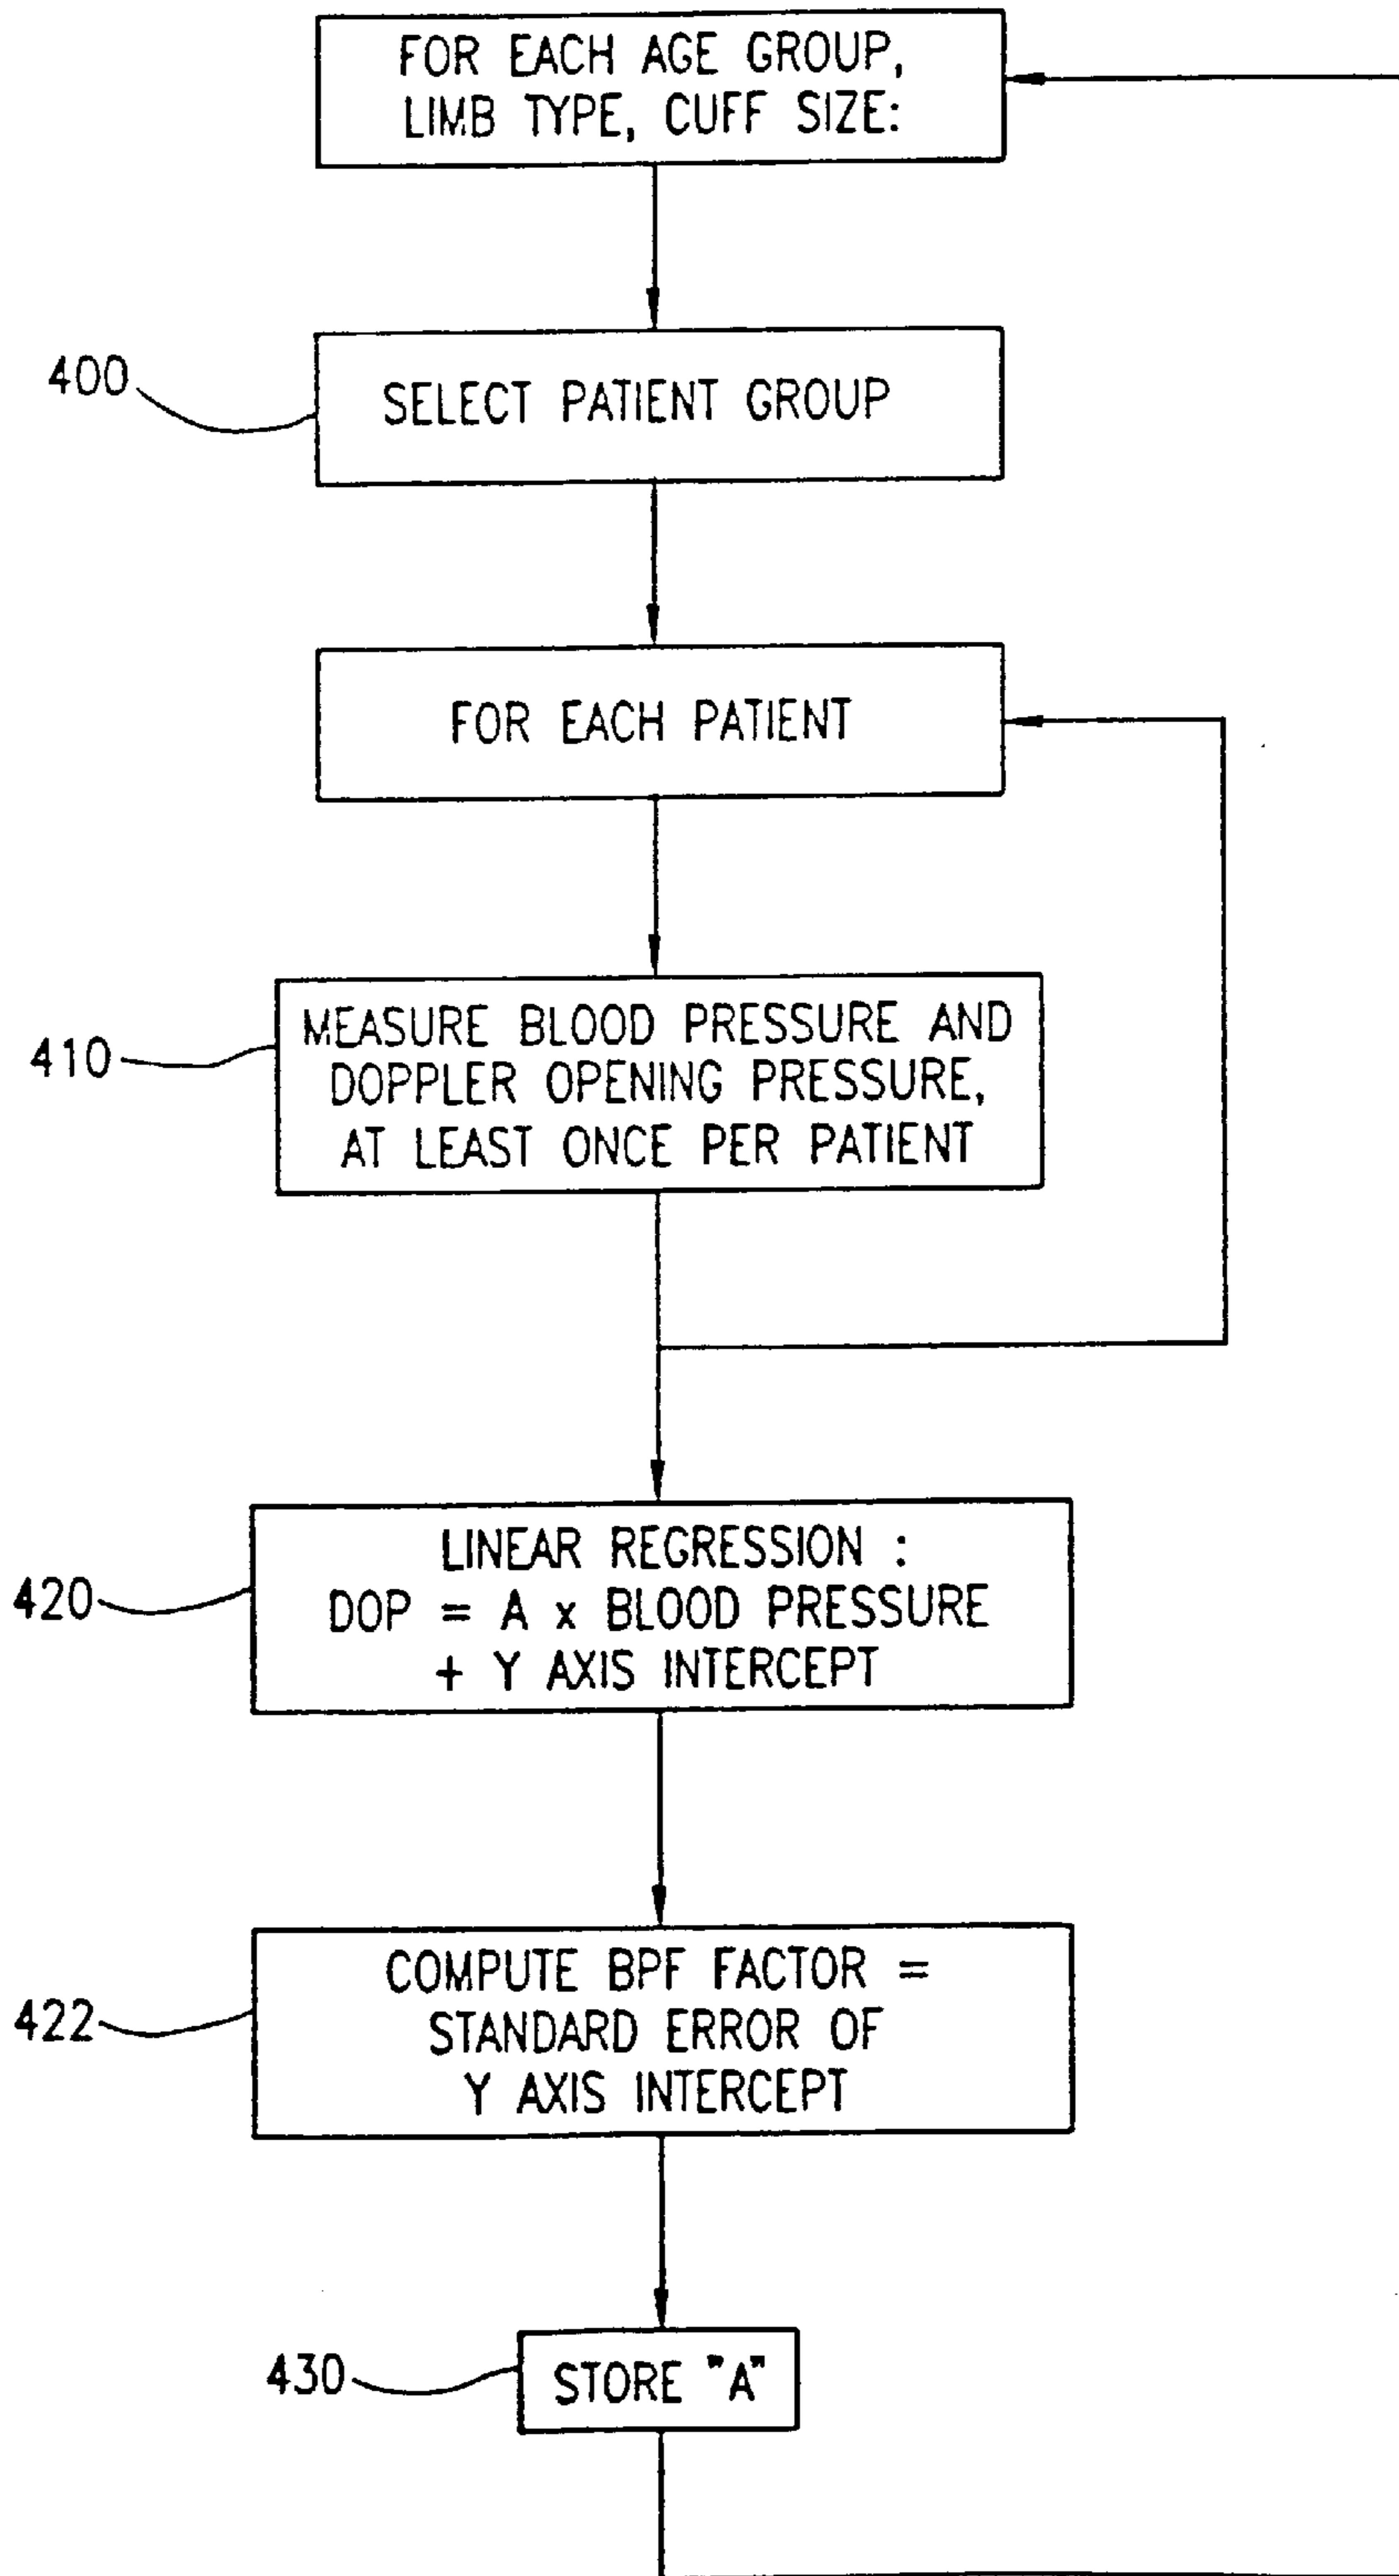 FOR EACH AGE GROUP,
LIMB TYPE, CUFF SIZE:
400
SELECT PATIENT GROUP
FOR EACH PATIENT
410
MEASURE BLOOD PRESSURE AND
DOPPLER OPENING PRESSURE,
AT LEAST ONCE PER PATIENT
420
LINEAR REGRESSION :
DOP = A x BLOOD PRESSURE
+ Y AXIS INTERCEPT
422
COMPUTE BPF FACTOR =
STANDARD ERROR OF
Y AXIS INTERCEPT
430
STORE "A"